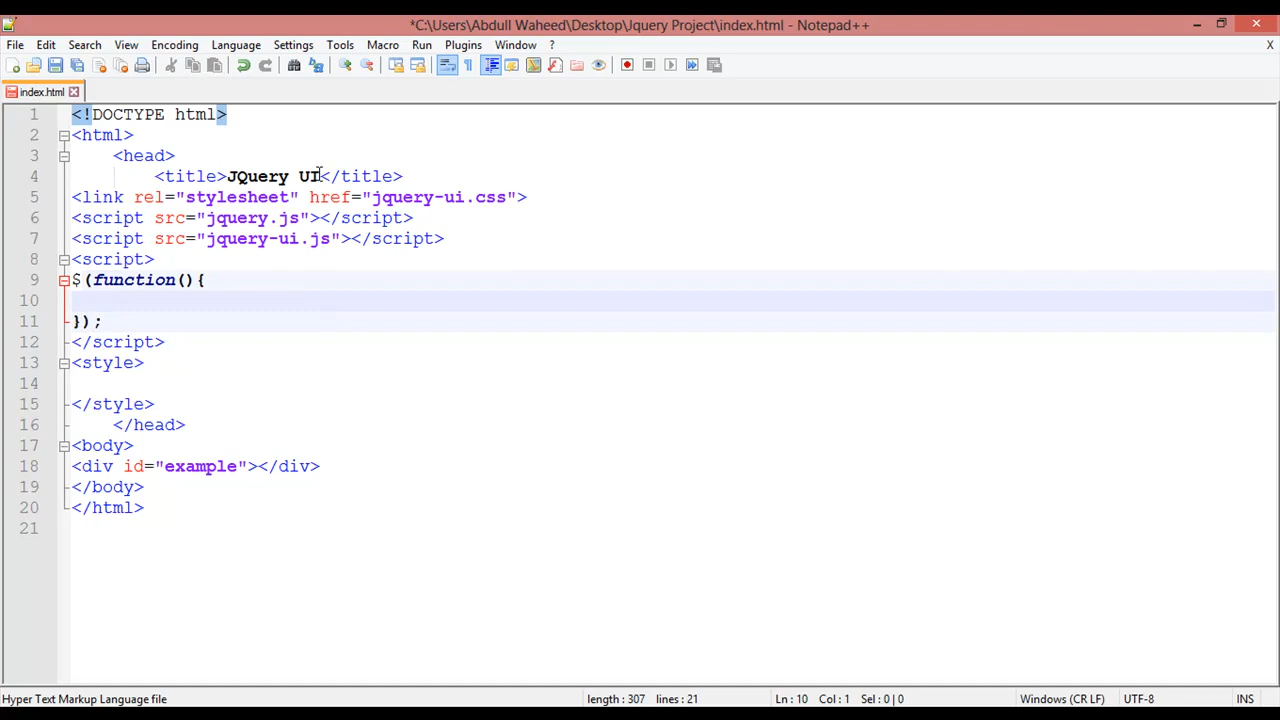 *C:\Users\Abdull Waheed\Desktop\Jquery Project\index.html - Notepad++
File Edit Search View Encoding Language Settings Tools Macro Run Plugins Window ? X
index.html
1 <!DOCTYPE html>
2 <html>
3 <head>
4 <title>JQuery UI</title>
5 <link rel="stylesheet" href="jquery-ui.css">
6 <script src="jquery.js"></script>
7 <script src="jquery-ui.js"></script>
8 <script>
9 $(function(){
10
11 });
12 </script>
13 <style>
14
15 </style>
16 </head>
17 <body>
18 <div id="example"></div>
19 </body>
20 </html>
21
Hyper Text Markup Language file length : 307 lines : 21 Ln : 10 Col : 1 Sel : 0 | 0 Windows (CR LF) UTF-8 INS